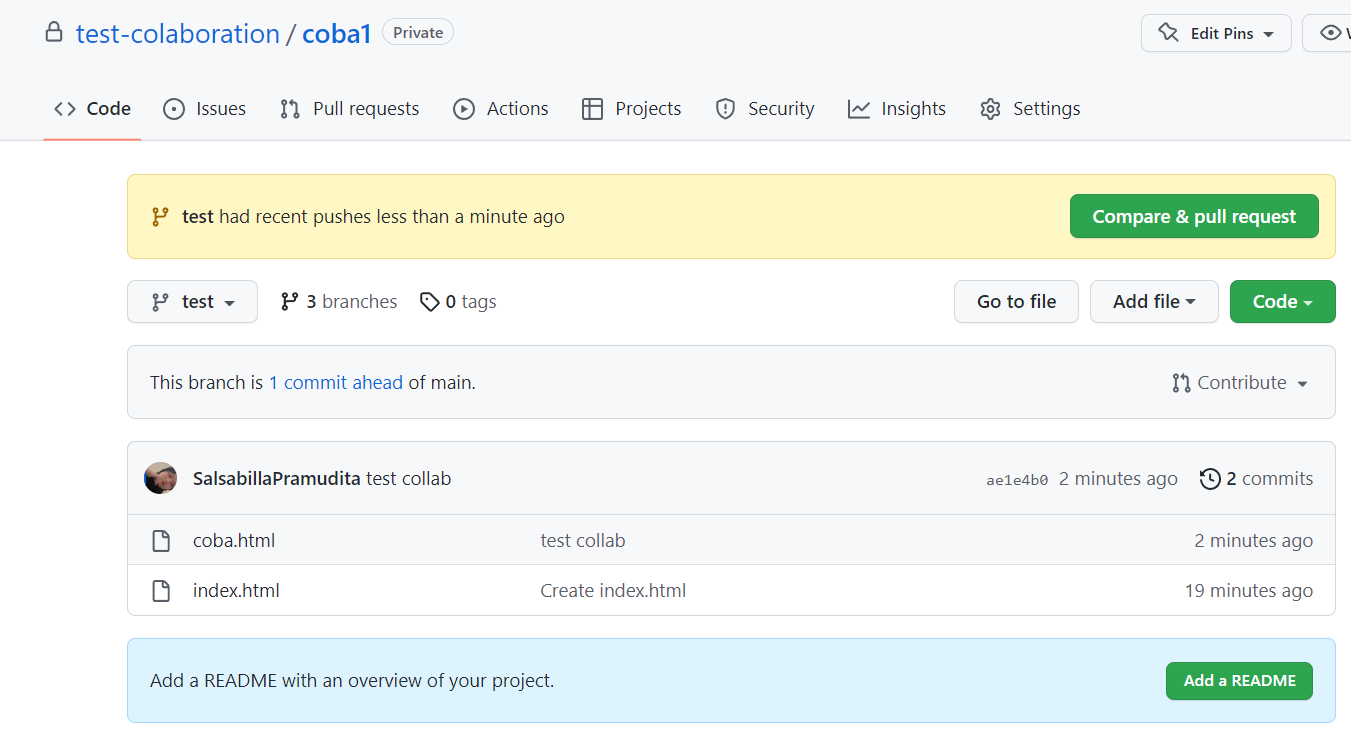 test-colaboration / coba1 Private Edit Pins
Code Issues Pull requests Actions Projects Security Insights Settings
test had recent pushes less than a minute ago Compare & pull request
test 3 branches 0 tags Go to file Add file Code
This branch is 1 commit ahead of main. Contribute
SalsabillaPramudita test collab ae1e4b0 2 minutes ago 2 commits
coba.html test collab 2 minutes ago
index.html Create index.html 19 minutes ago
Add a README with an overview of your project. Add a README